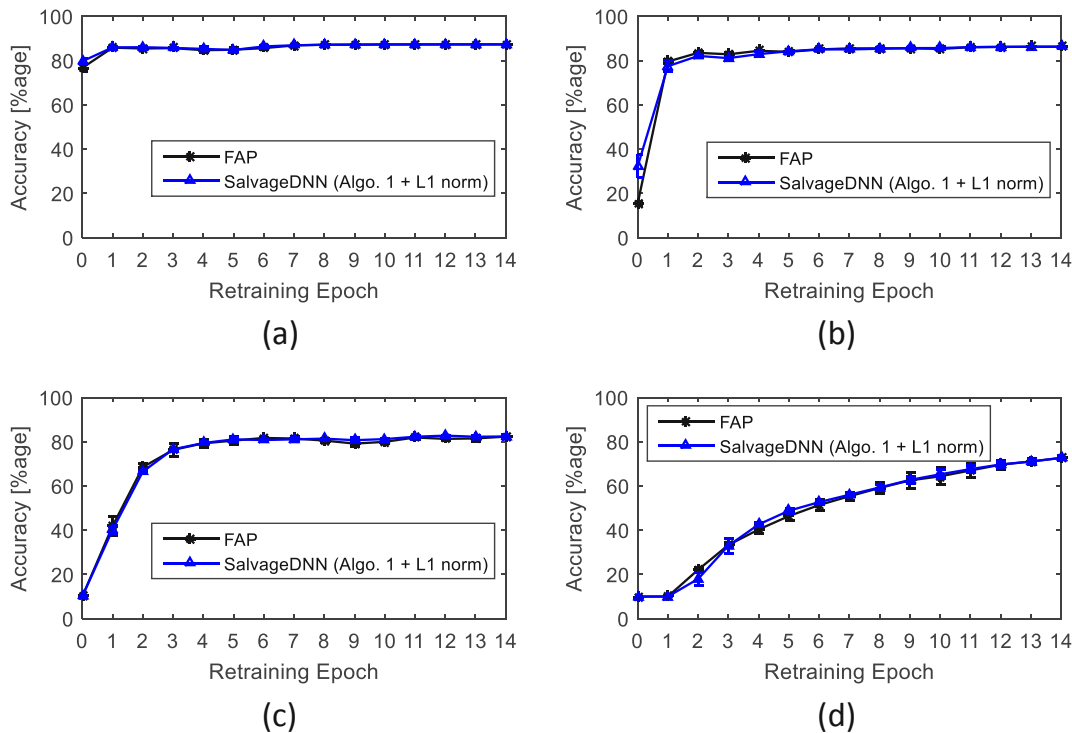 Accuracy [%age]
100
80
60
40
20
0
FAP
SalvageDNN (Algo. 1 + L1 norm)
0 1 2 3 4 5 6 7 8 9 10 11 12 13 14
Retraining Epoch
(a)
Accuracy [%age]
100
80
60
40
20
0
FAP
SalvageDNN (Algo. 1 + L1 norm)
0 1 2 3 4 5 6 7 8 9 10 11 12 13 14
Retraining Epoch
(b)
Accuracy [%age]
100
80
60
40
20
0
FAP
SalvageDNN (Algo. 1 + L1 norm)
0 1 2 3 4 5 6 7 8 9 10 11 12 13 14
Retraining Epoch
(c)
Accuracy [%age]
100
80
60
40
20
0
FAP
SalvageDNN (Algo. 1 + L1 norm)
0 1 2 3 4 5 6 7 8 9 10 11 12 13 14
Retraining Epoch
(d)